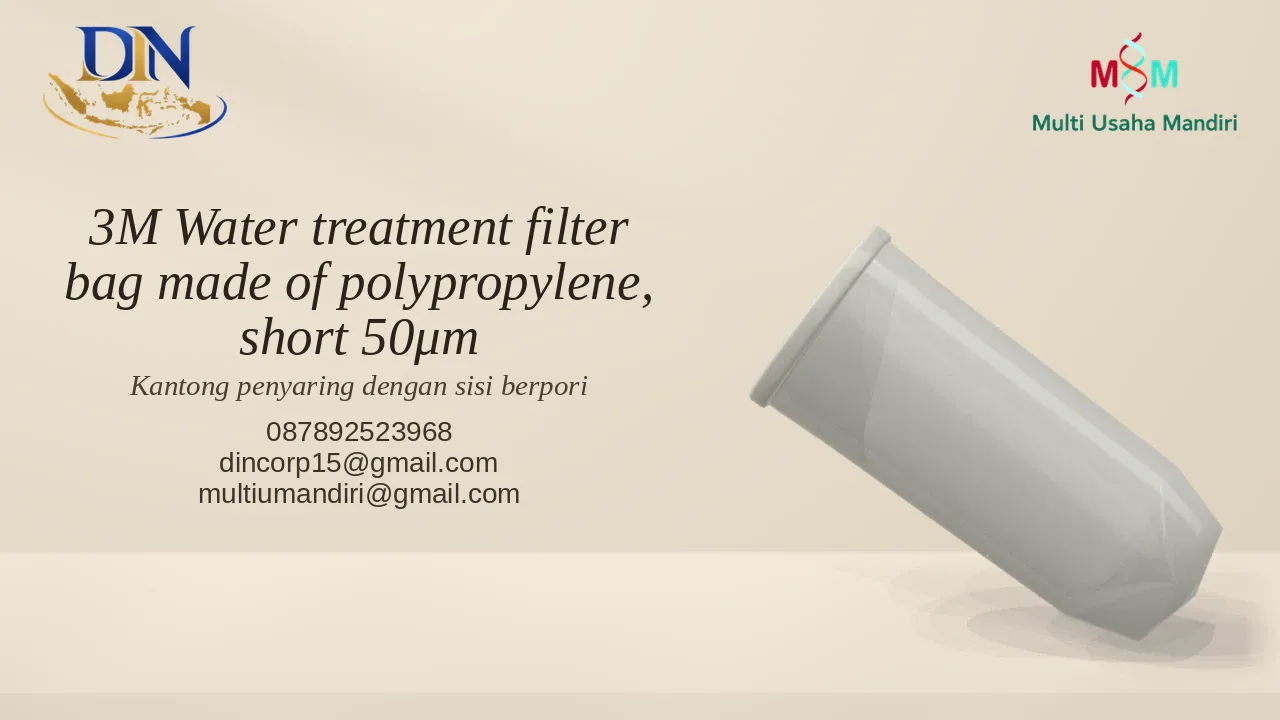 DN
M M
Multi Usaha Mandiri
3M Water treatment filter
bag made of polypropylene,
short 50μm
Kantong penyaring dengan sisi berpori
087892523968
dincorp15@gmail.com
multiumandiri@gmail.com